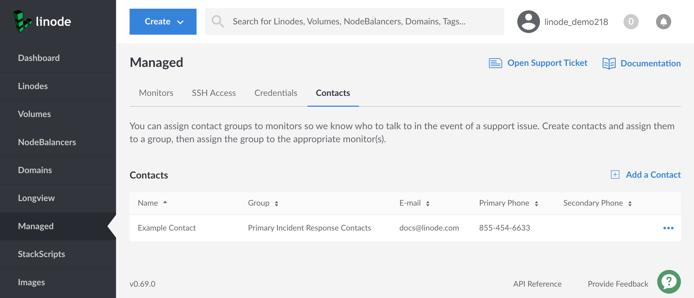 linode
Create
Search for Linodes, Volumes, NodeBalancers, Domains, Tags...
linode_demo218
0
Dashboard
Linodes
Volumes
NodeBalancers
Domains
Longview
Managed
StackScripts
Images
Managed
Open Support Ticket
Documentation
Monitors
SSH Access
Credentials
Contacts
You can assign contact groups to monitors so we know who to talk to in the event of a support issue. Create contacts and assign them
to a group, then assign the group to the appropriate monitor(s).
Contacts
Add a Contact
Name Group E-mail Primary Phone Secondary Phone
Example Contact Primary Incident Response Contacts docs@linode.com 855-454-6633
v0.69.0
API Reference
Provide Feedback
?